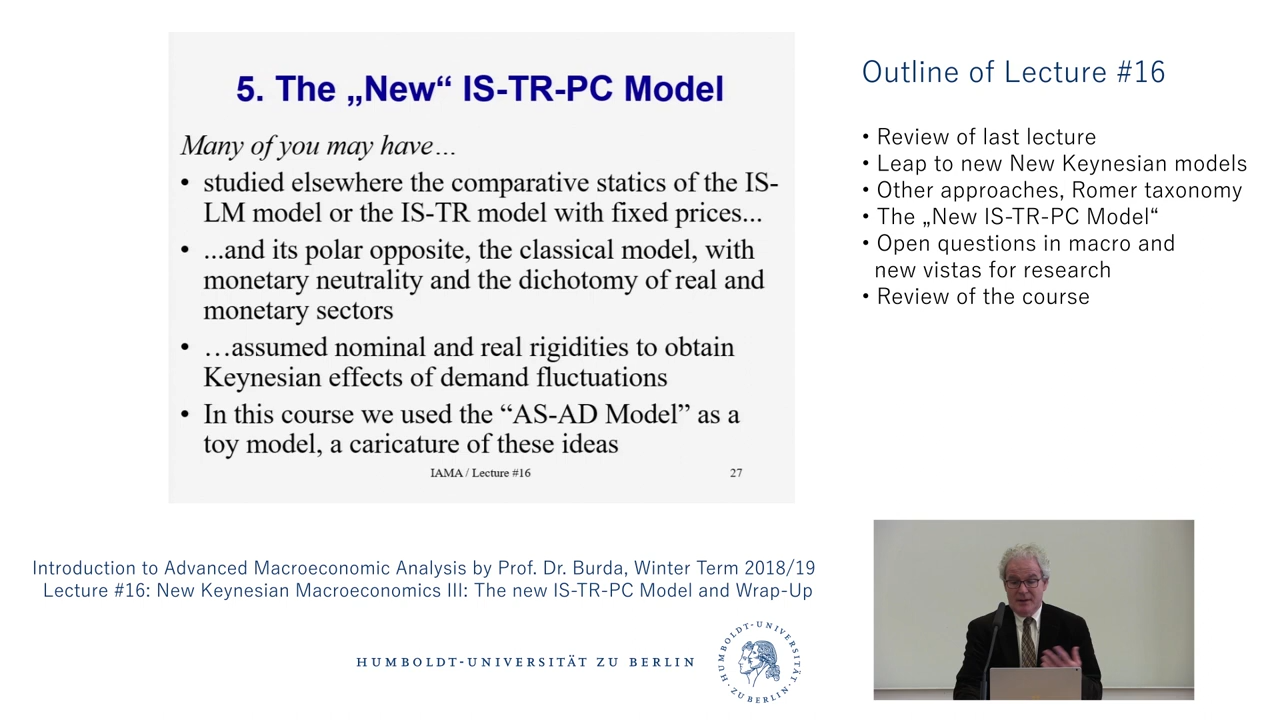 5. The „New“ IS-TR-PC Model
Many of you may have…
• studied elsewhere the comparative statics of the IS-
LM model or the IS-TR model with fixed prices...
• ...and its polar opposite, the classical model, with
monetary neutrality and the dichotomy of real and
monetary sectors
• …assumed nominal and real rigidities to obtain
Keynesian effects of demand fluctuations
• In this course we used the “AS-AD Model” as a
toy model, a caricature of these ideas
IAMA / Lecture #16
27
Outline of Lecture #16
• Review of last lecture
• Leap to new New Keynesian models
• Other approaches, Romer taxonomy
• The „New IS-TR-PC Model“
• Open questions in macro and
new vistas for research
• Review of the course
Introduction to Advanced Macroeconomic Analysis by Prof. Dr. Burda, Winter Term 2018/19
Lecture #16: New Keynesian Macroeconomics III: The new IS-TR-PC Model and Wrap-Up
HUMBOLDT-UNIVERSITÄT ZU BERLIN
HUMBOLDT-UNIVERSITÄT · ZU BERLIN ·